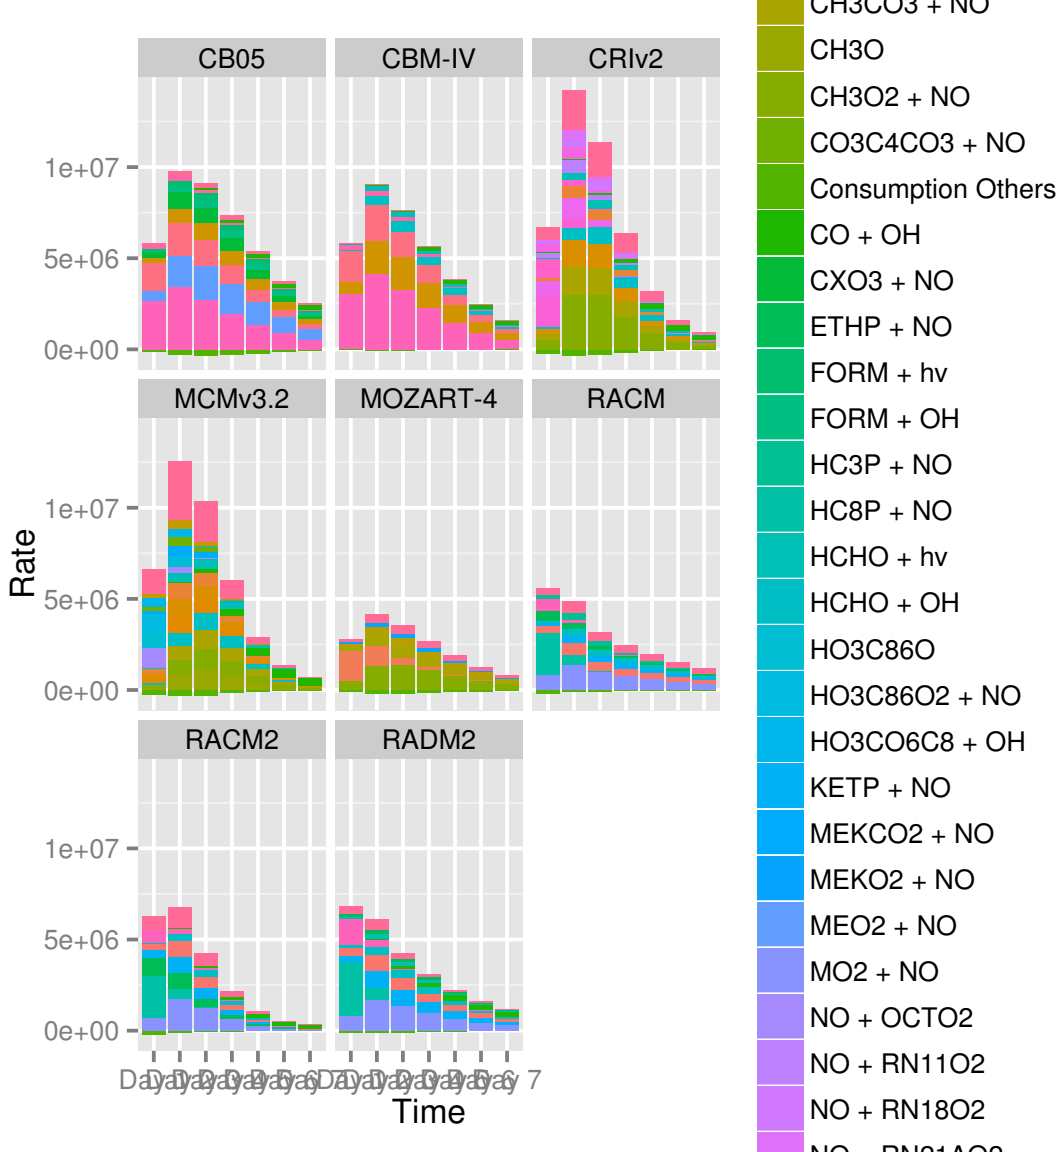 CB05 CBM-IV CRIv2
1e+07
5e+06
0e+00
MCMv3.2 MOZART-4 RACM
1e+07
5e+06
0e+00
RACM2 RADM2
1e+07
5e+06
0e+00
Rate
Time
CH3CO3 + NO
CH3O
CH3O2 + NO
CO3C4CO3 + NO
Consumption Others
CO + OH
CXO3 + NO
ETHP + NO
FORM + hv
FORM + OH
HC3P + NO
HC8P + NO
HCHO + hv
HCHO + OH
HO3C86O
HO3C86O2 + NO
HO3CO6C8 + OH
KETP + NO
MEKCO2 + NO
MEKO2 + NO
MEO2 + NO
MO2 + NO
NO + OCTO2
NO + RN11O2
NO + RN18O2